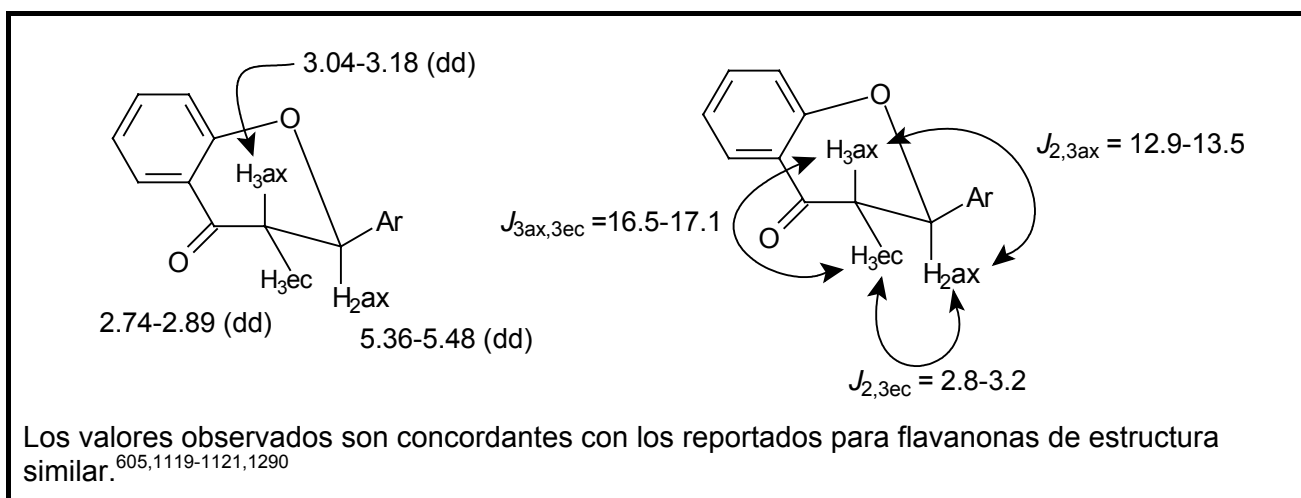 3.04-3.18 (dd)
O
H3ax
Ar
O
H3ec
H2ax
2.74-2.89 (dd)
5.36-5.48 (dd)
O
H3ax
J2,3ax = 12.9-13.5
Ar
J3ax,3ec =16.5-17.1
O
H3ec
H2ax
J2,3ec = 2.8-3.2
Los valores observados son concordantes con los reportados para flavanonas de estructura
similar.605,1119-1121,1290